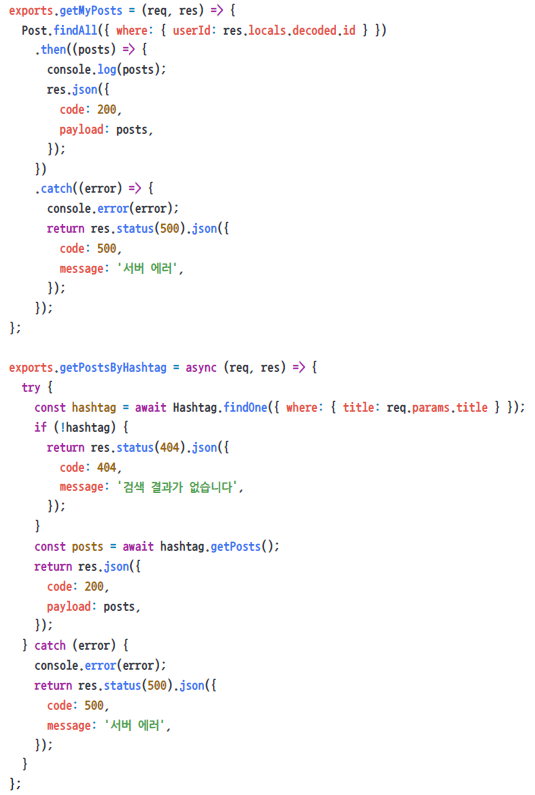 exports.getMyPosts = (req, res) => {
  Post.findAll({ where: { userId: res.locals.decoded.id } })
    .then((posts) => {
      console.log(posts);
      res.json({
        code: 200,
        payload: posts,
      });
    })
    .catch((error) => {
      console.error(error);
      return res.status(500).json({
        code: 500,
        message: '서버 에러',
      });
    });
};

exports.getPostsByHashtag = async (req, res) => {
  try {
    const hashtag = await Hashtag.findOne({ where: { title: req.params.title } });
    if (!hashtag) {
      return res.status(404).json({
        code: 404,
        message: '검색 결과가 없습니다',
      });
    }
    const posts = await hashtag.getPosts();
    return res.json({
      code: 200,
      payload: posts,
    });
  } catch (error) {
    console.error(error);
    return res.status(500).json({
      code: 500,
      message: '서버 에러',
    });
  }
};